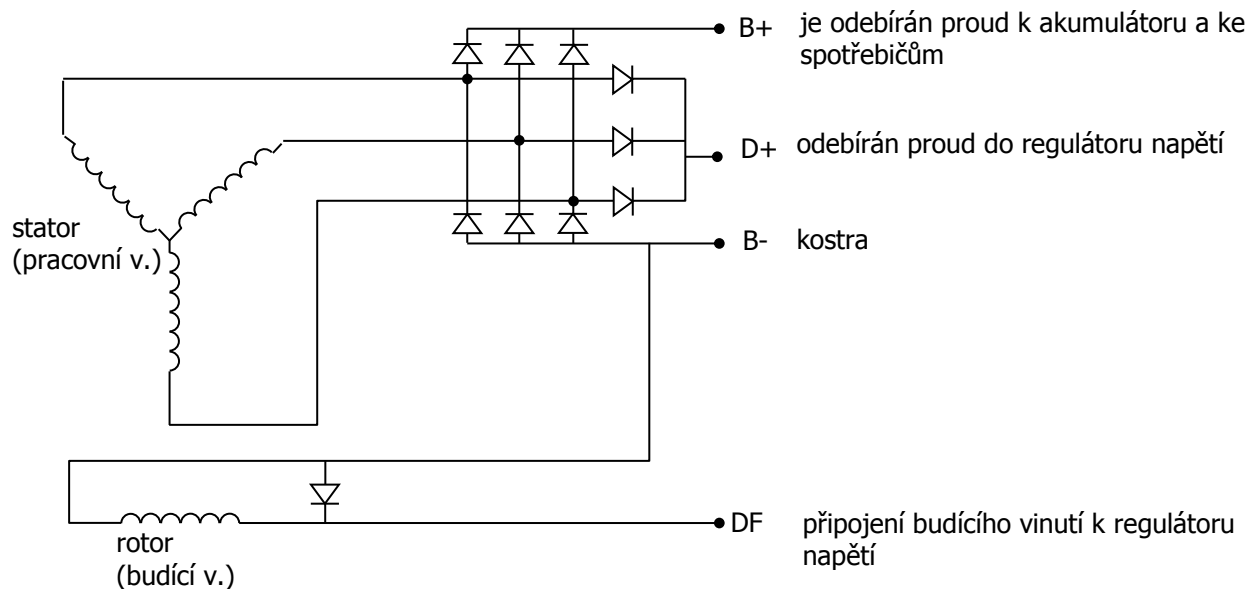 B+ je odebírán proud k akumulátoru a ke
spotřebičům
D+ odebírán proud do regulátoru napětí
stator
(pracovní v.)
B- kostra
DF připojení budícího vinutí k regulátoru
napětí
rotor
(budící v.)